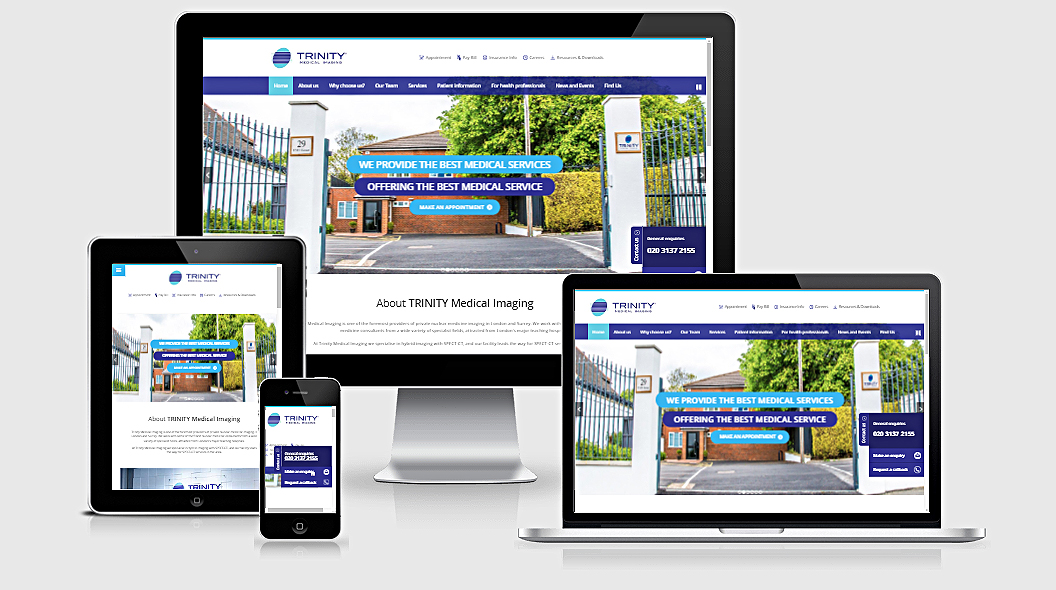 TRINITY
MEDICAL IMAGING
Appointment Pay Bill Insurance Info Careers Resources & Downloads
Home About us Why choose us? Our Team Services Patient Information For health professionals News and Events Find Us
29
TRINITY
WE PROVIDE THE BEST MEDICAL SERVICES
OFFERING THE BEST MEDICAL SERVICE
MAKE AN APPOINTMENT
Contact us
General enquiries
020 3137 2155
About TRINITY Medical Imaging
Medical Imaging is one of the foremost providers of private nuclear medicine imaging in London and Surrey. We work with
medicine consultants from a wide variety of specialist fields, attracted from London's major teaching hosp
At Trinity Medical Imaging we specialise in hybrid imaging with SPECT-CT, and our facility leads the way for SPECT-CT se
TRINITY
MEDICAL IMAGING
Resources & Downloads
WE PROVIDE THE BEST MEDICAL SERVICES
OFFERING THE BEST MEDICAL SERVICE
MAKE AN APPOINTMENT
About TRINITY Medical Imaging
TRINITY
TRINITY
MEDICAL IMAGING
Contact us
General enquiries
020 3137 2155
Make an enquiry
Request a callback
TRINITY
MEDICAL IMAGING
Appointment Pay Bill Insurance Info Careers Resources & Downloads
Home About us Why choose us? Our Team Services Patient Information For health professionals News and Events Find Us
29
TRINITY
WE PROVIDE THE BEST MEDICAL SERVICES
OFFERING THE BEST MEDICAL SERVICE
MAKE AN APPOINTMENT
Contact us
General enquiries
020 3137 2155
Make an enquiry
Request a callback